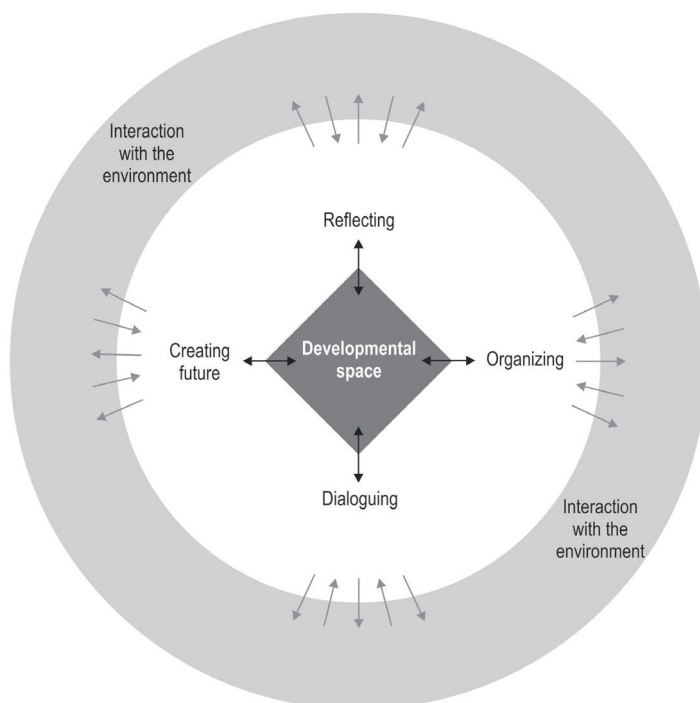 Interaction
with the
environment
Reflecting
Creating
future
Developmental
space
Organizing
Dialoguing
Interaction
with the
environment